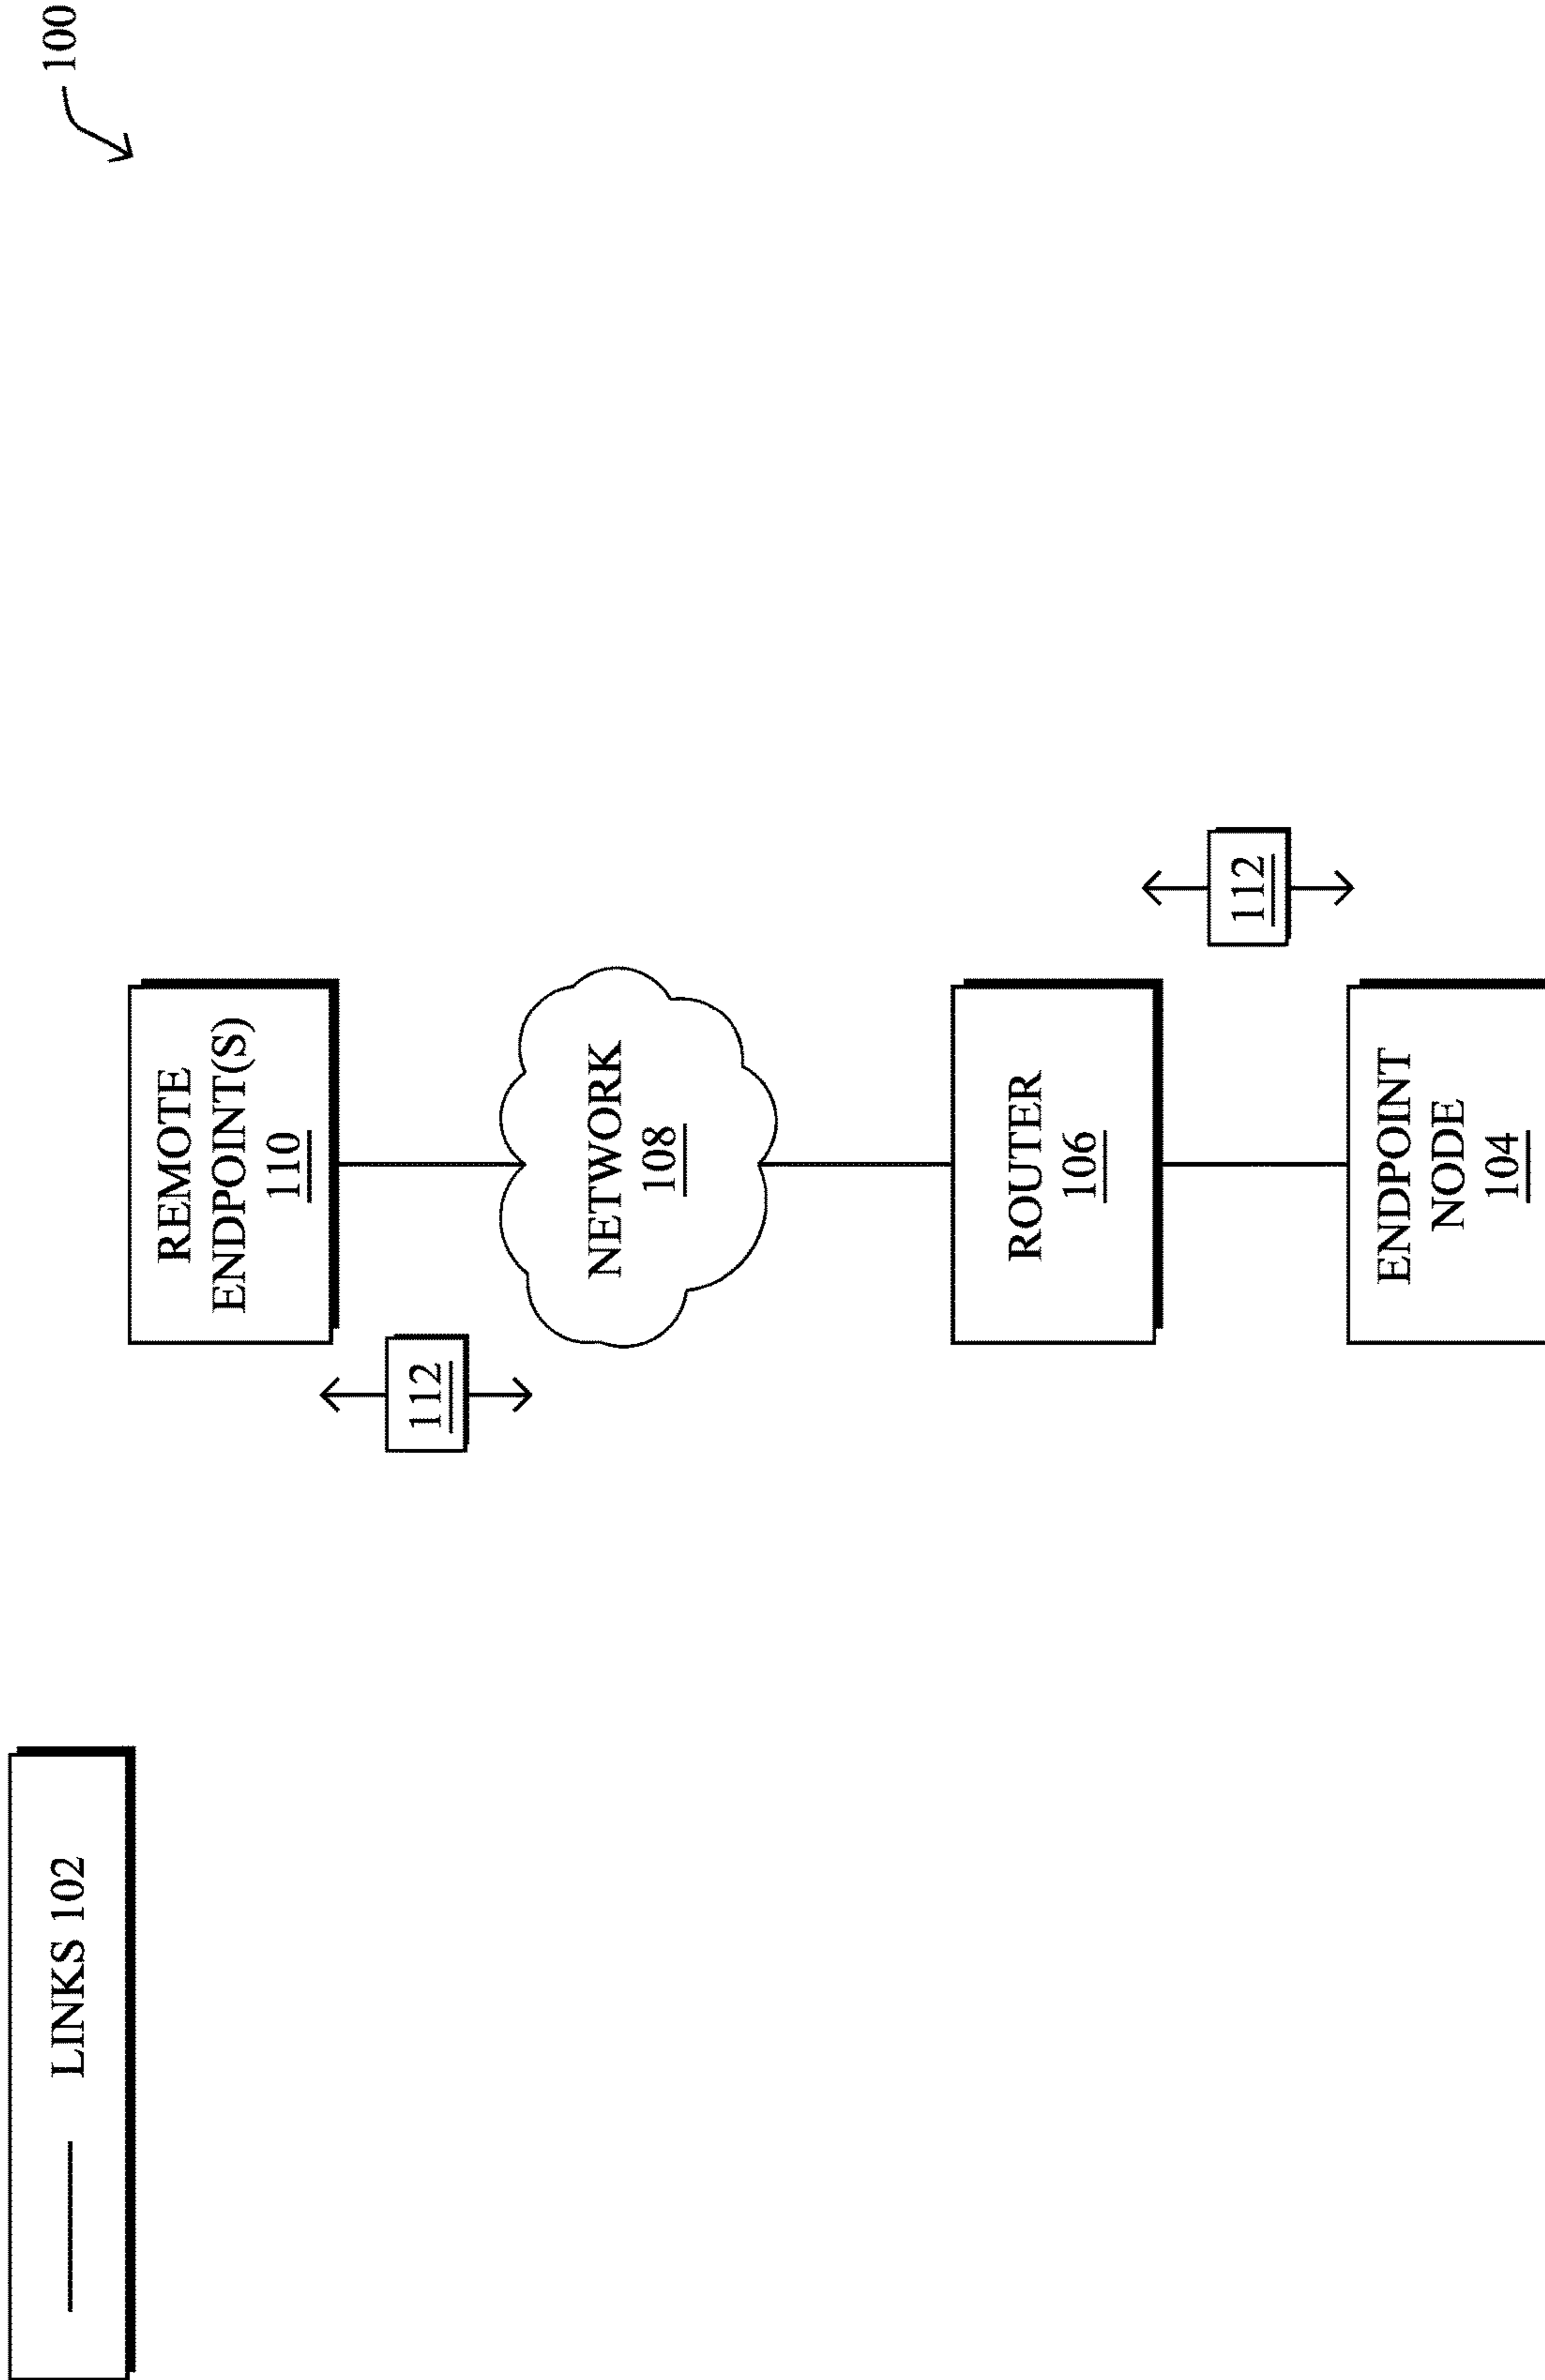 100
LINKS 102
REMOTE
ENDPOINT(S)
110
112
NETWORK
108
ROUTER
106
112
ENDPOINT
NODE
104